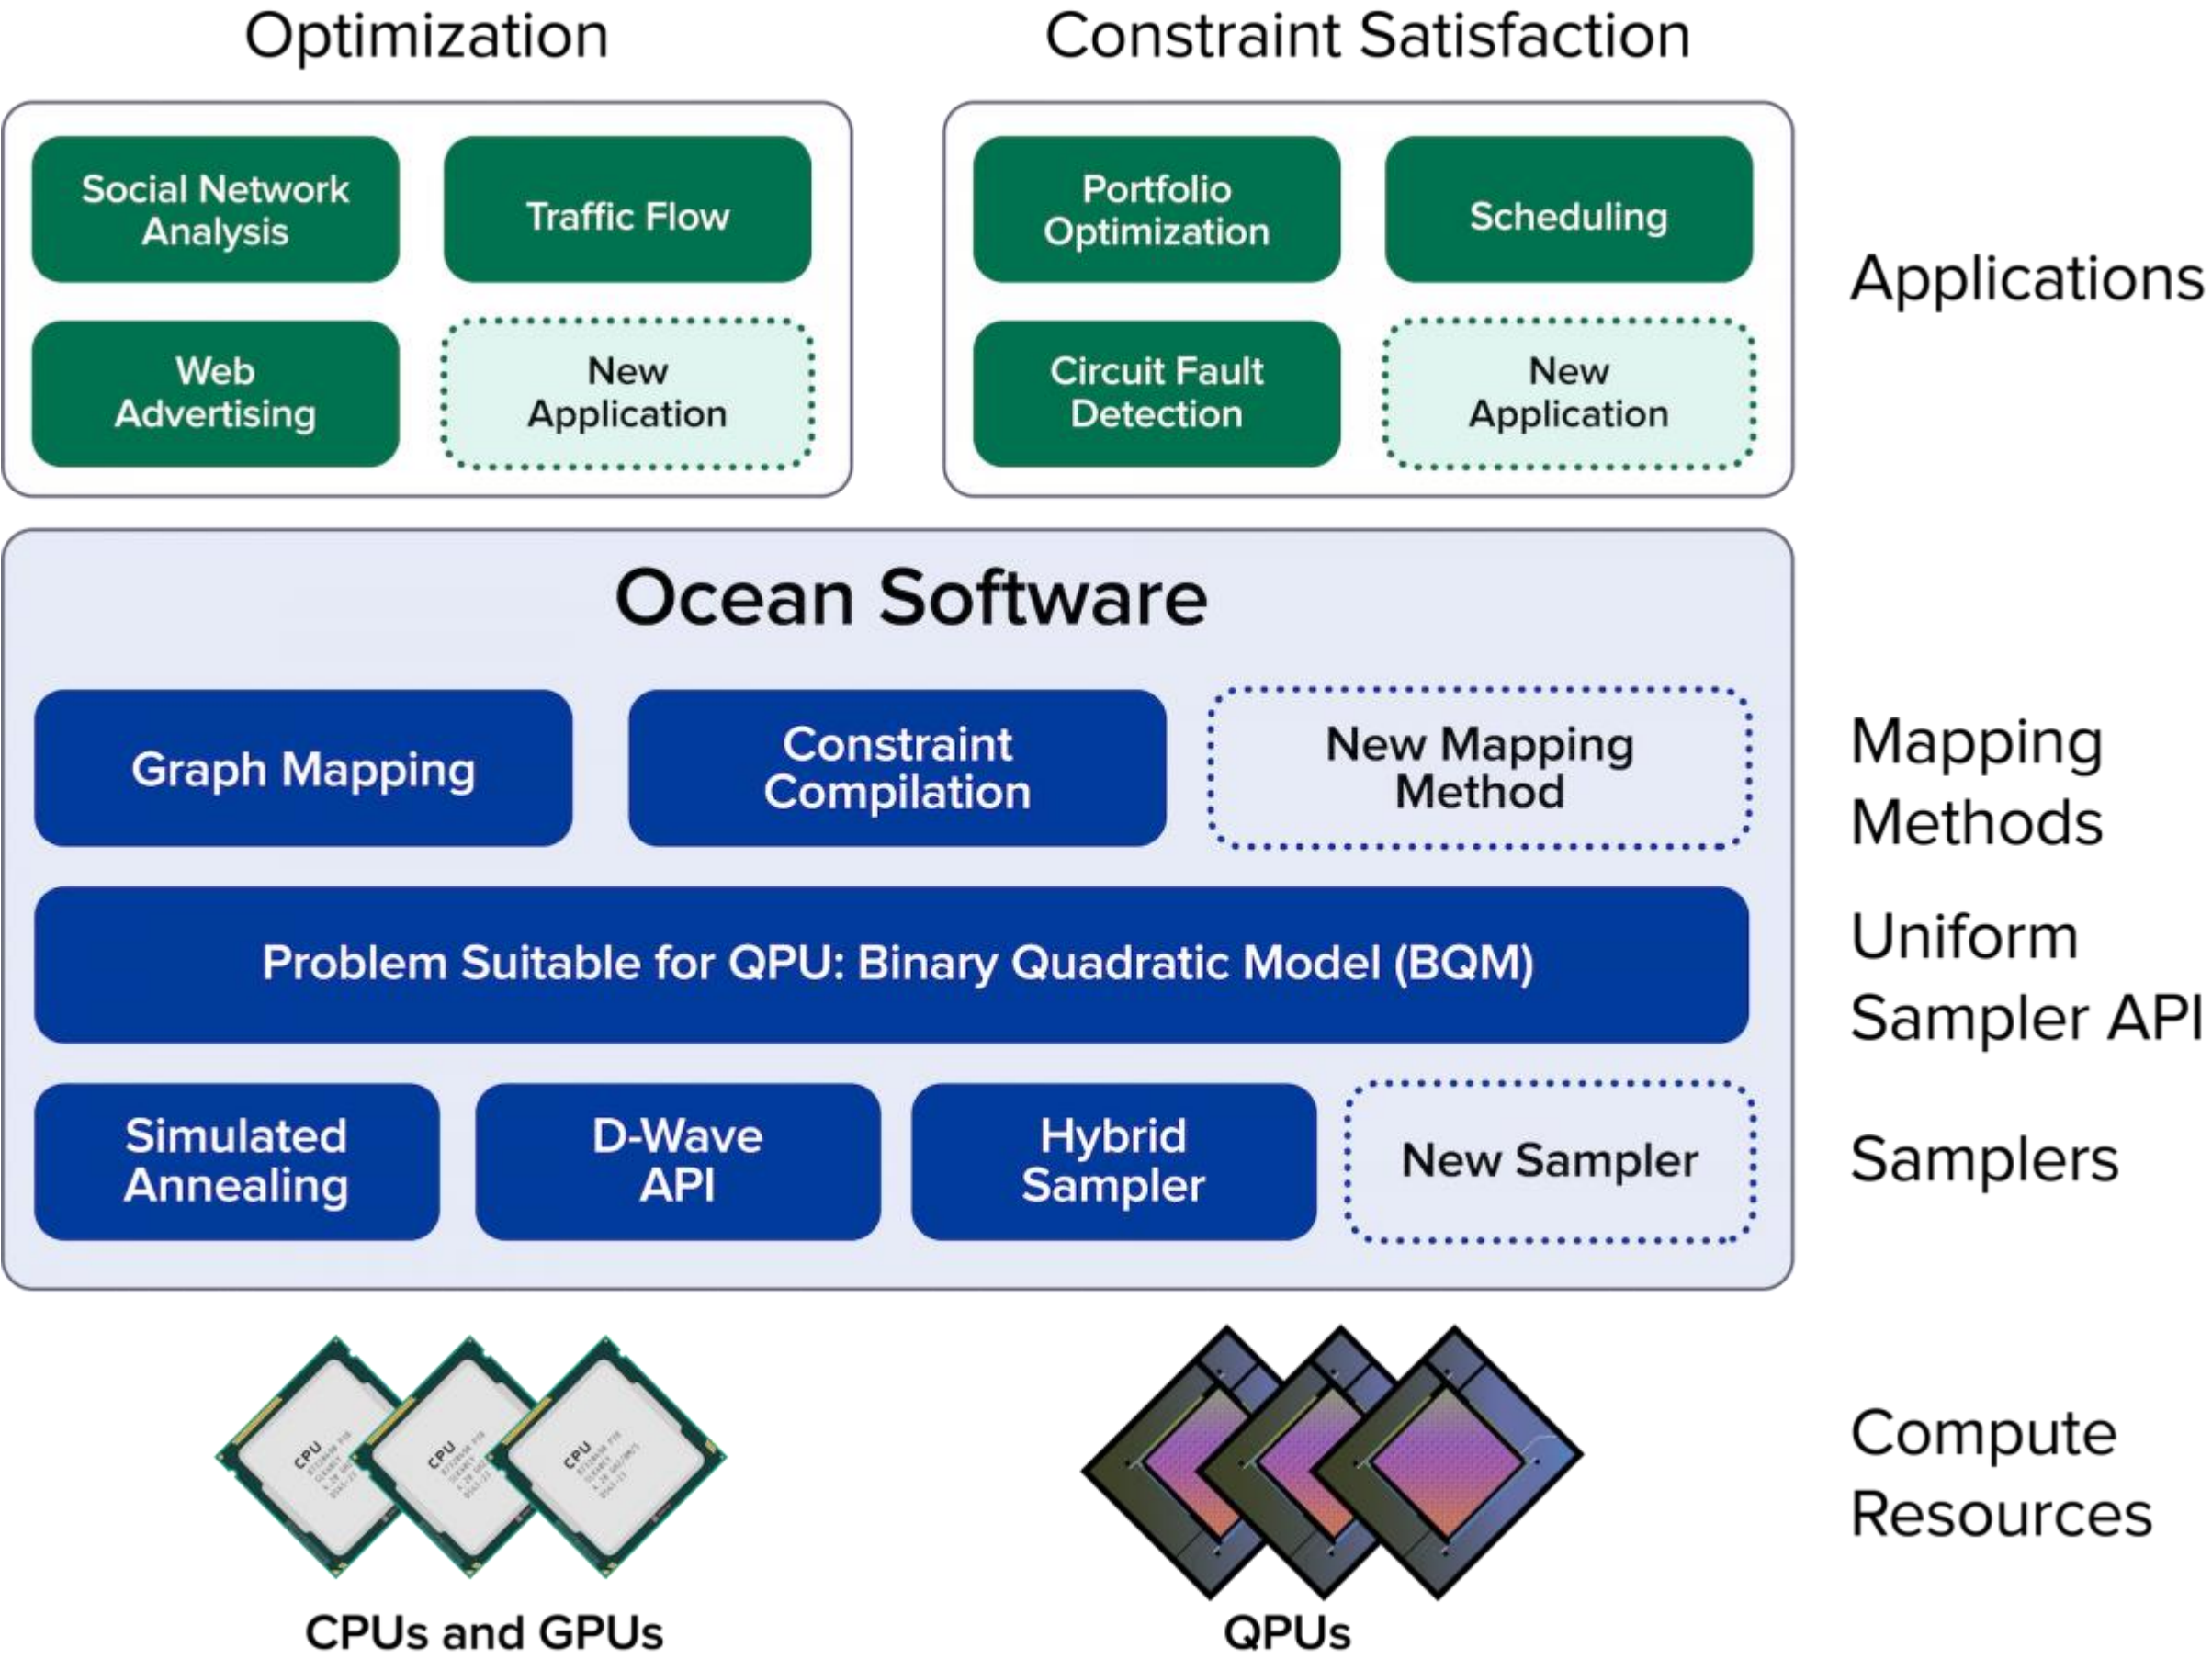 Optimization
Constraint Satisfaction
Social Network
Analysis
Traffic Flow
Web
Advertising
New
Application
Portfolio
Optimization
Scheduling
Circuit Fault
Detection
New
Application
Applications
Ocean Software
Graph Mapping
Constraint
Compilation
New Mapping
Method
Mapping
Methods
Problem Suitable for QPU: Binary Quadratic Model (BQM)
Uniform
Sampler API
Simulated
Annealing
D-Wave
API
Hybrid
Sampler
New Sampler
Samplers
CPU
CPU
CPU
Compute
Resources
CPUs and GPUs
QPUs